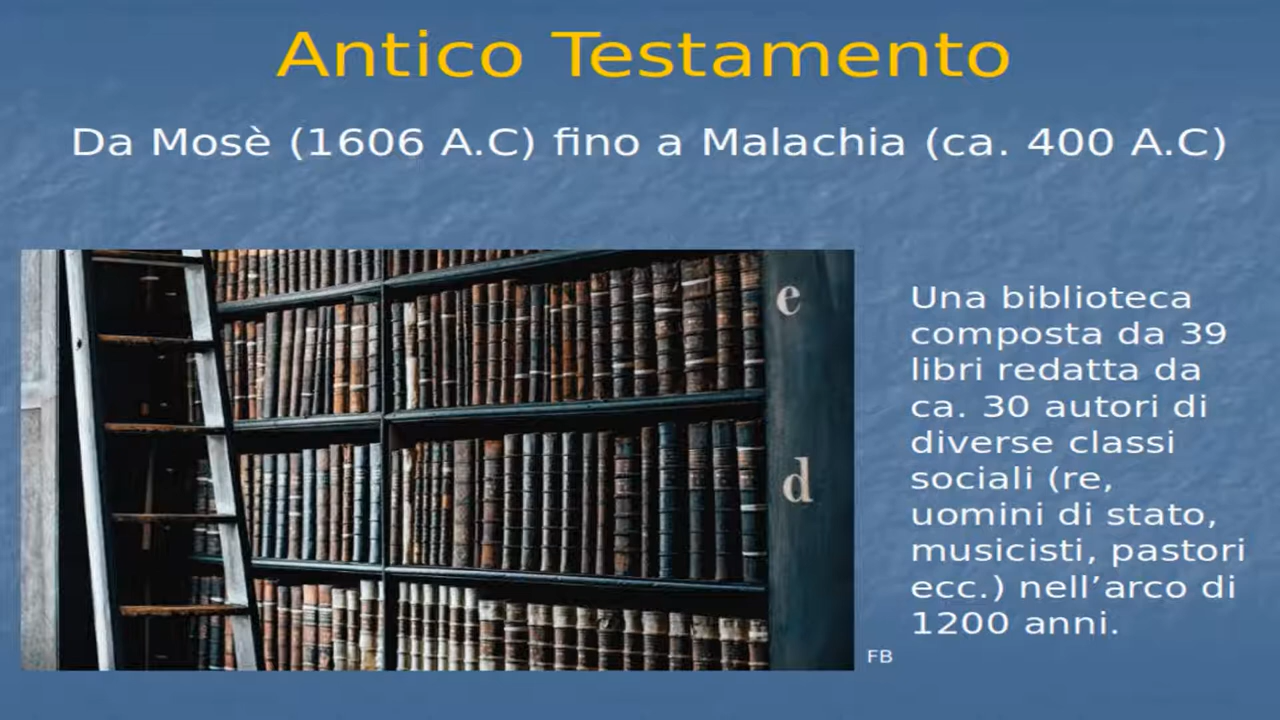 Antico Testamento
Da Mosè (1606 A.C) fino a Malachia (ca. 400 A.C)
e
d
Una biblioteca
composta da 39
libri redatta da
ca. 30 autori di
diverse classi
sociali (re,
uomini di stato,
musicisti, pastori
ecc.) nell’arco di
1200 anni.
FB